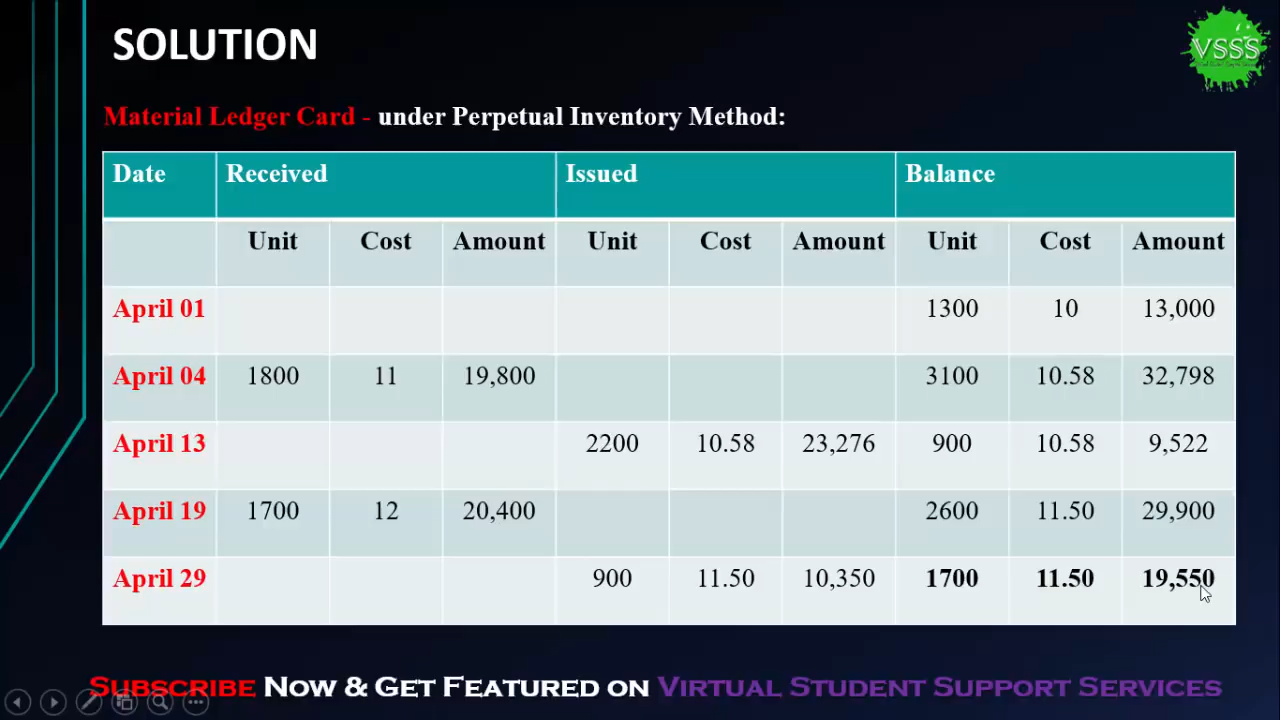 SOLUTION
VSSS
Material Ledger Card - under Perpetual Inventory Method:
Date Received Issued Balance
Unit Cost Amount Unit Cost Amount Unit Cost Amount
April 01 1300 10 13,000
April 04 1800 11 19,800 3100 10.58 32,798
April 13 2200 10.58 23,276 900 10.58 9,522
April 19 1700 12 20,400 2600 11.50 29,900
April 29 900 11.50 10,350 1700 11.50 19,550
SUBSCRIBE NOW & GET FEATURED ON VIRTUAL STUDENT SUPPORT SERVICES